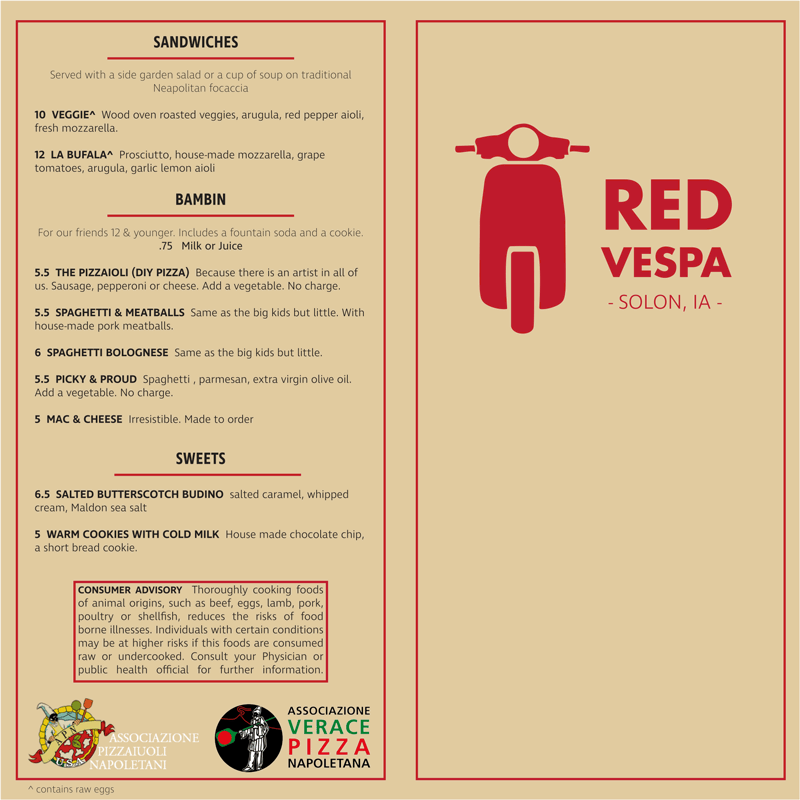 SANDWICHES
Served with a side garden salad or a cup of soup on traditional
Neapolitan focaccia
10 VEGGIE^ Wood oven roasted veggies, arugula, red pepper aioli,
fresh mozzarella.
12 LA BUFALA^ Prosciutto, house-made mozzarella, grape
tomatoes, arugula, garlic lemon aioli
BAMBIN
For our friends 12 & younger. Includes a fountain soda and a cookie.
.75 Milk or Juice
5.5 THE PIZZAIOLI (DIY PIZZA) Because there is an artist in all of
us. Sausage, pepperoni or cheese. Add a vegetable. No charge.
5.5 SPAGHETTI & MEATBALLS Same as the big kids but little. With
house-made pork meatballs.
6 SPAGHETTI BOLOGNESE Same as the big kids but little.
5.5 PICKY & PROUD Spaghetti , parmesan, extra virgin olive oil.
Add a vegetable. No charge.
5 MAC & CHEESE Irresistible. Made to order
SWEETS
6.5 SALTED BUTTERSCOTCH BUDINO salted caramel, whipped
cream, Maldon sea salt
5 WARM COOKIES WITH COLD MILK House made chocolate chip,
a short bread cookie.
CONSUMER ADVISORY Thoroughly cooking foods
of animal origins, such as beef, eggs, lamb, pork,
poultry or shellfish, reduces the risks of food
borne illnesses. Individuals with certain conditions
may be at higher risks if this foods are consumed
raw or undercooked. Consult your Physician or
public health official for further information.
USA
ASSOCIAZIONE
PIZZAIUOLI
NAPOLETANI
ASSOCIAZIONE
VERACE
PIZZA
NAPOLETANA
^ contains raw eggs
RED
VESPA
- SOLON, IA -